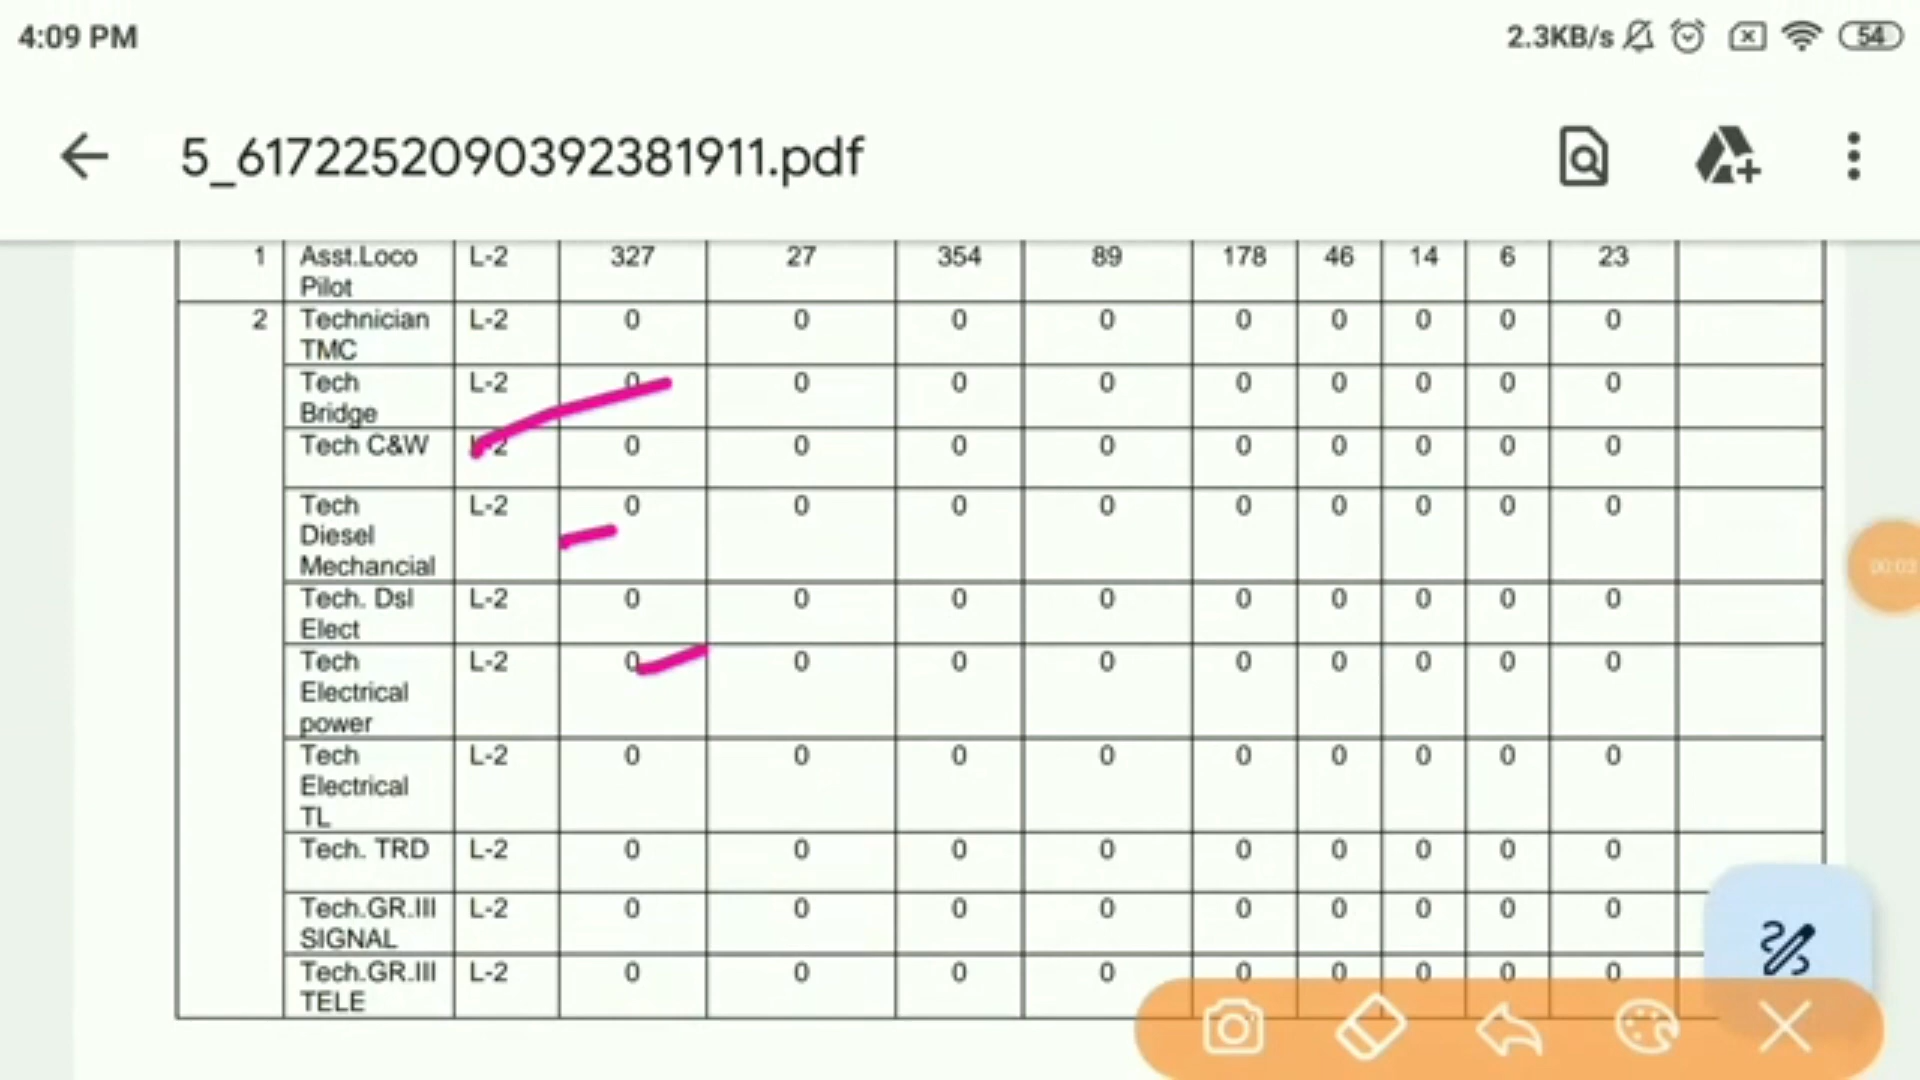 4:09 PM 2.3KB/s 54
5_6172252090392381911.pdf
1 Asst.Loco L-2 327 27 354 89 178 46 14 6 23
Pilot
2 Technician L-2 0 0 0 0 0 0 0 0 0
TMC
Tech L-2 0 0 0 0 0 0 0 0 0
Bridge
Tech C&W L-2 0 0 0 0 0 0 0 0 0
Tech L-2 0 0 0 0 0 0 0 0 0
Diesel
Mechancial
00:03
Tech. Dsl L-2 0 0 0 0 0 0 0 0 0
Elect
Tech L-2 0 0 0 0 0 0 0 0 0
Electrical
power
Tech L-2 0 0 0 0 0 0 0 0 0
Electrical
TL
Tech. TRD L-2 0 0 0 0 0 0 0 0 0
Tech.GR.III L-2 0 0 0 0 0 0 0 0 0
SIGNAL
Tech.GR.III L-2 0 0 0 0 0 0 0 0 0
TELE